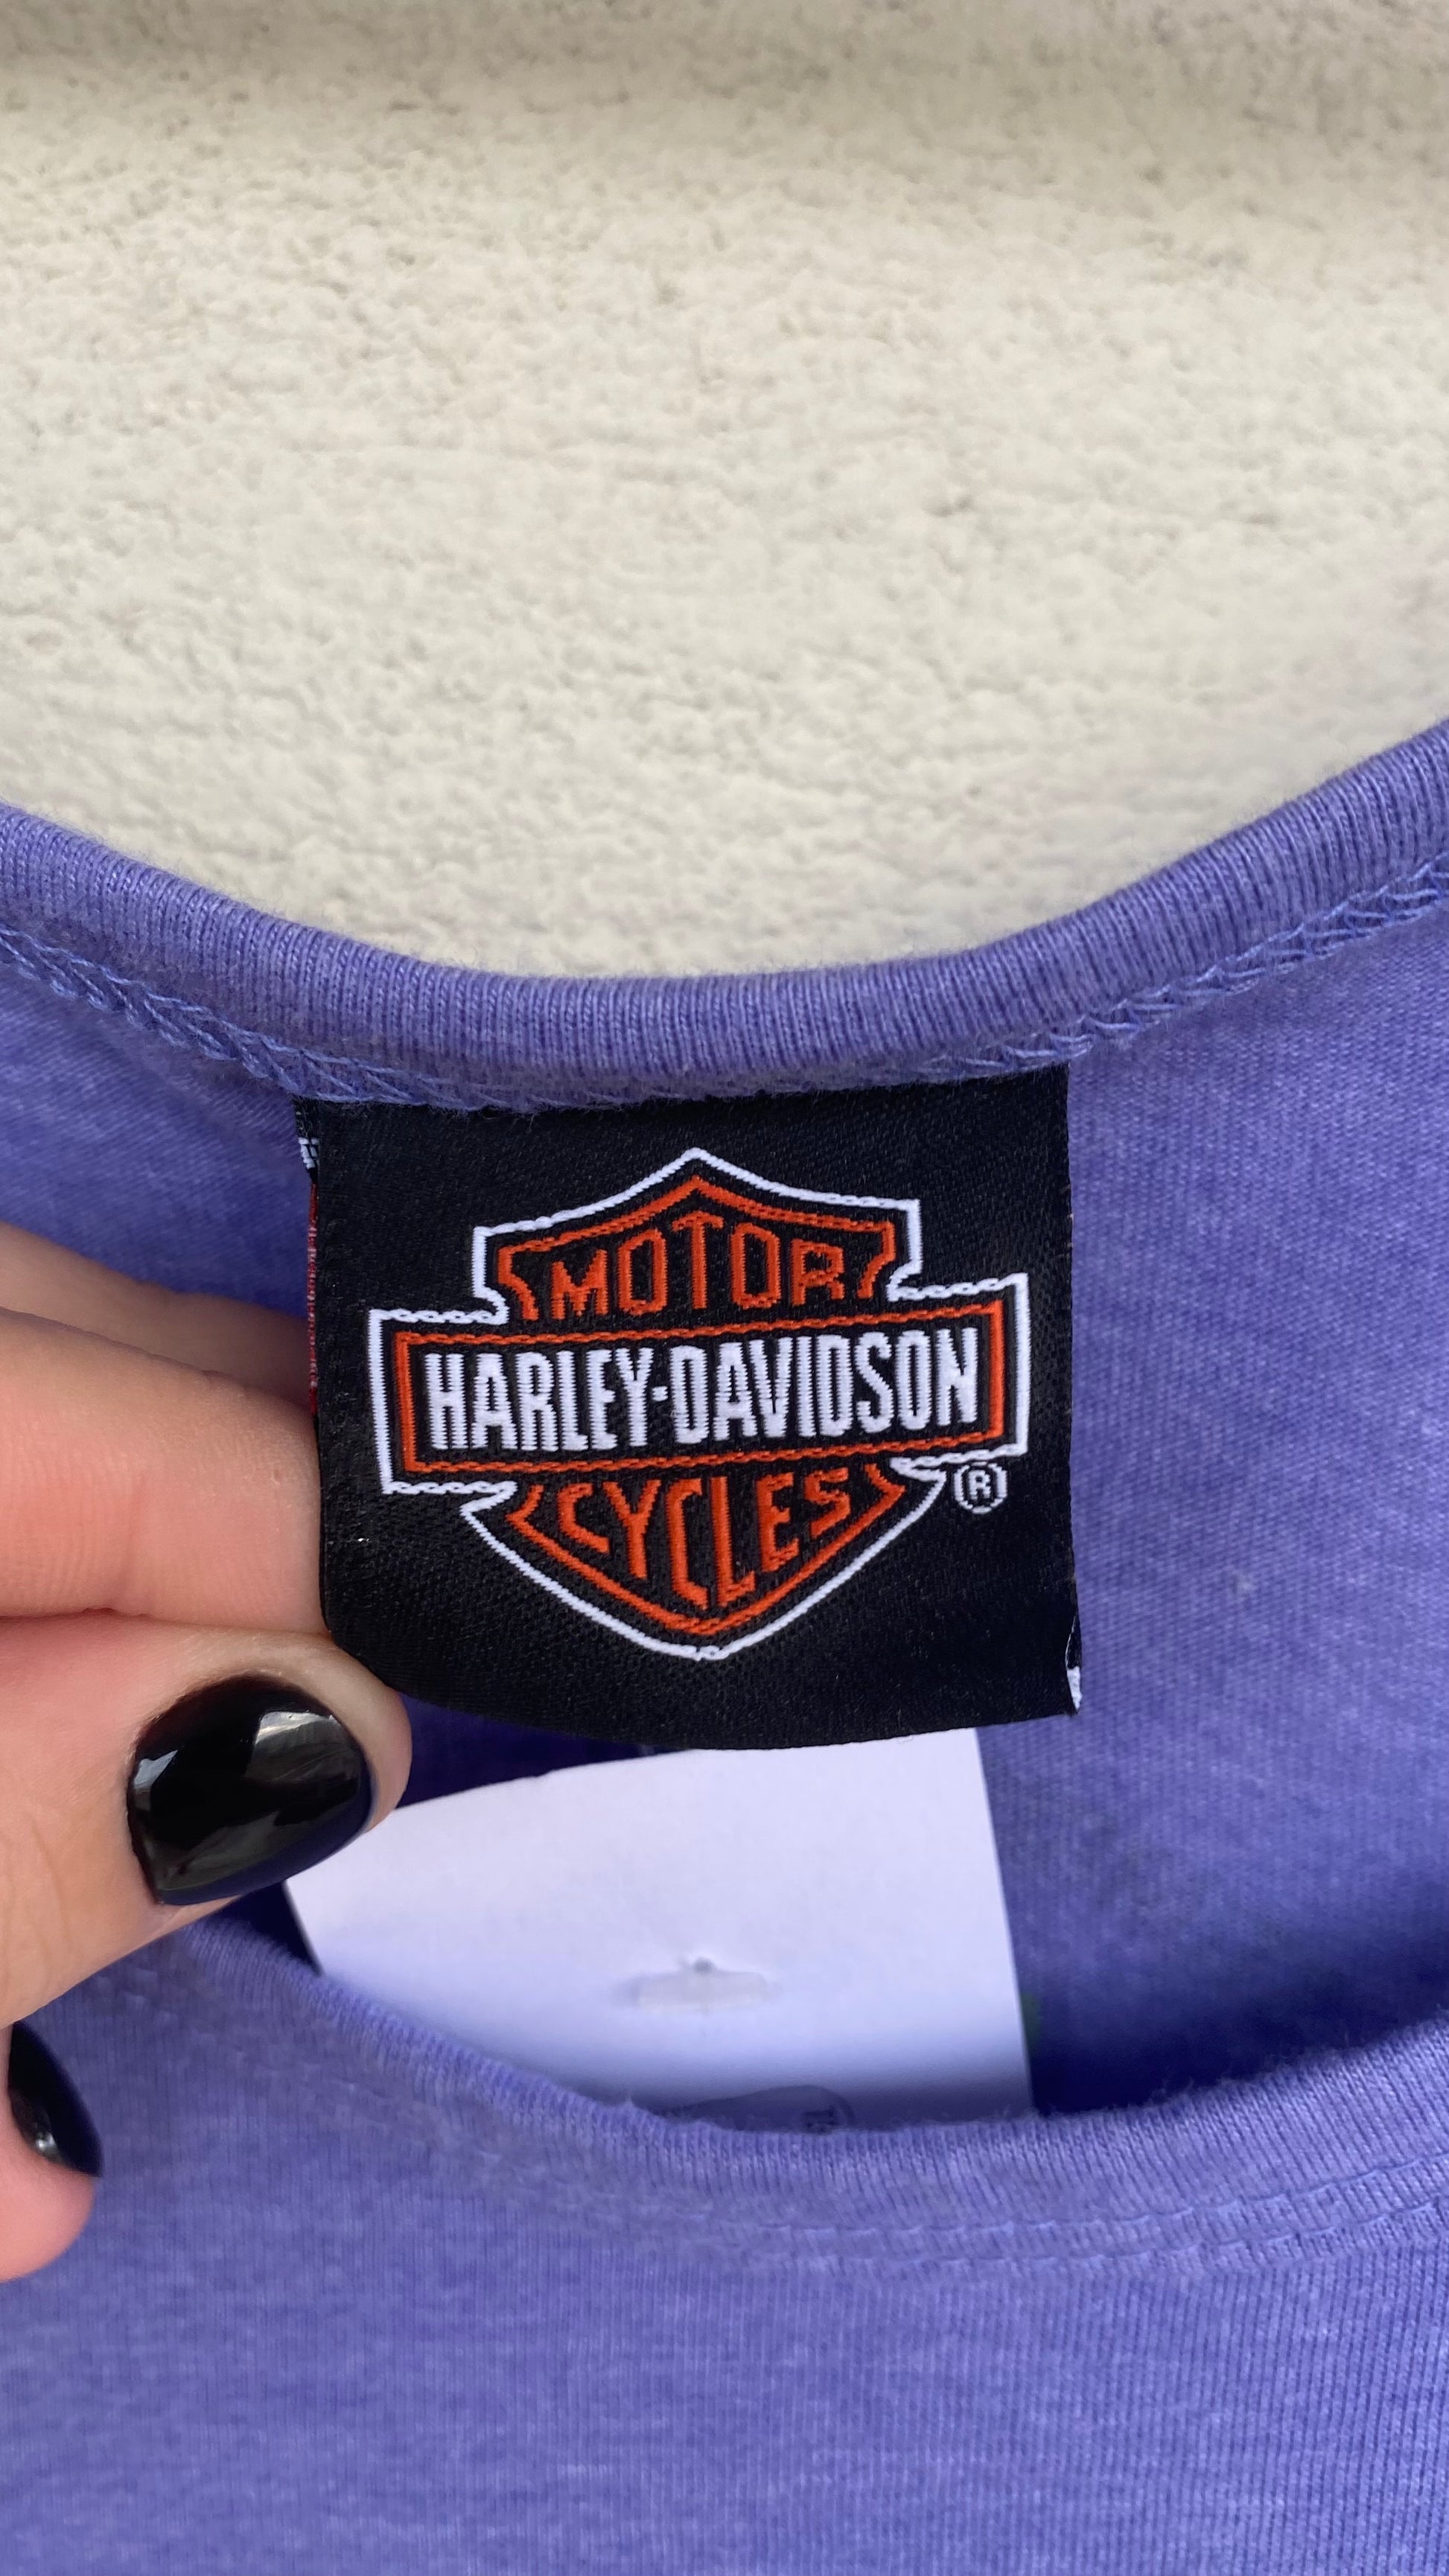 MOTOR
HARLEY-DAVIDSON
CYCLES
®